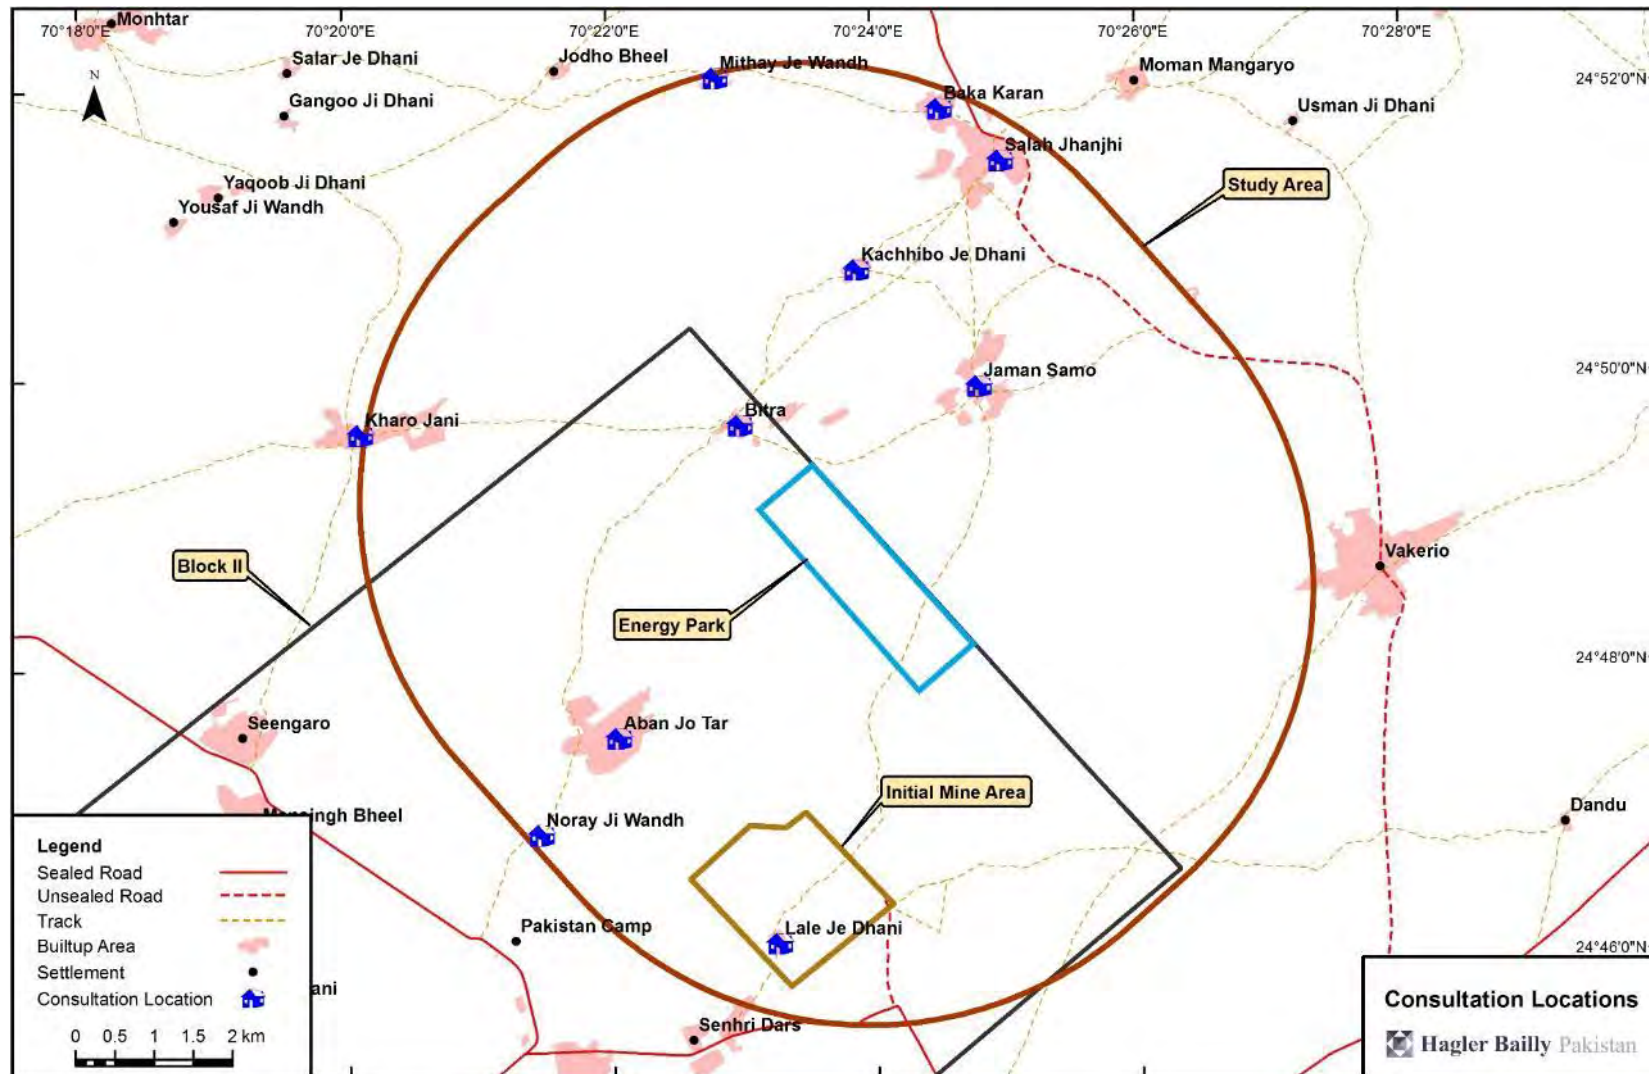 Monhtar
70°18'0"E
70°20'0"E
70°22'0"E
70°24'0"E
70°26'0"E
70°28'0"E
Salar Je Dhani
Jodho Bheel
Mithay Je Wandh
Moman Mangaryo
24°52'0"N
N
Gangoo Ji Dhani
Baka Karan
Usman Ji Dhani
Salah Jhanjhi
Yaqoob Ji Dhani
Study Area
Yousaf Ji Wandh
Kachhibo Je Dhani
24°50'0"N
Jaman Samo
Bitra
Kharo Jani
Vakerio
Block II
Energy Park
24°48'0"N
Seengaro
Aban Jo Tar
Initial Mine Area
Dandu
Bheel
Noray Ji Wandh
Pakistan Camp
Lale Je Dhani
24°46'0"N
ani
Senhri Dars
Legend
Sealed Road
Unsealed Road
Track
Builtup Area
Settlement
Consultation Location
0 0.5 1 1.5 2 km
Consultation Locations
Hagler Bailly Pakistan